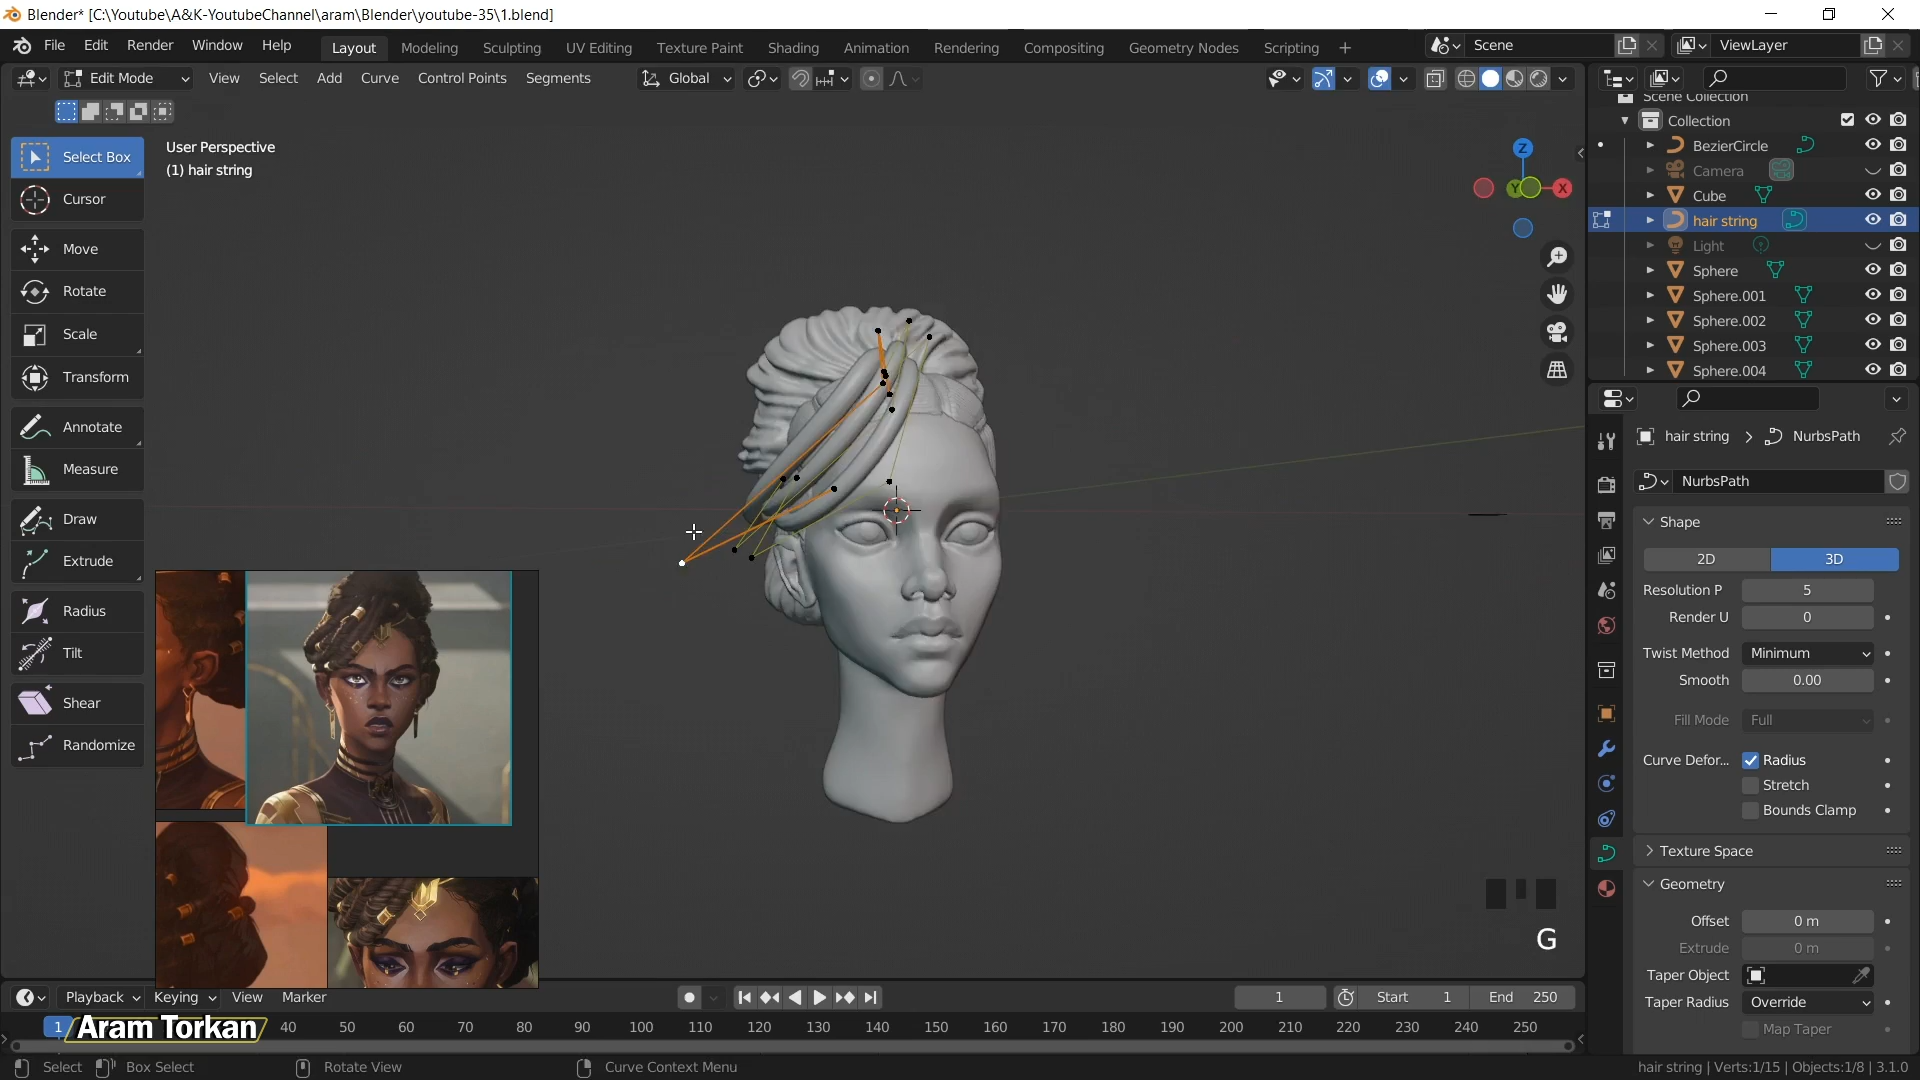 Blender* [C:\Youtube\A&K-YoutubeChannel\aram\Blender\youtube-35\1.blend]
File Edit Render Window Help Layout Modeling Sculpting UV Editing Texture Paint Shading Animation Rendering Compositing Geometry Nodes Scripting + Scene ViewLayer
Edit Mode View Select Add Curve Control Points Segments Global
Scene Collection
Collection
BezierCircle
Camera
Cube
hair string
Light
Sphere
Sphere.001
Sphere.002
Sphere.003
Sphere.004
Select Box
Cursor
Move
Rotate
Scale
Transform
Annotate
Measure
Draw
Extrude
Radius
Tilt
Shear
Randomize
User Perspective
(1) hair string
Z
Y
X
G
hair string > NurbsPath
NurbsPath
Shape
2D 3D
Resolution P 5
Render U 0
Twist Method Minimum
Smooth 0.00
Fill Mode Full
Curve Defor... Radius
Stretch
Bounds Clamp
Texture Space
Geometry
Offset 0 m
Extrude 0 m
Taper Object
Taper Radius Override
Map Taper
Playback Keying View Marker 1 Start 1 End 250
1 Aram Torkan 40 50 60 70 80 90 100 110 120 130 140 150 160 170 180 190 200 210 220 230 240 250
Select Box Select Rotate View Curve Context Menu hair string | Verts:1/15 | Objects:1/8 | 3.1.0